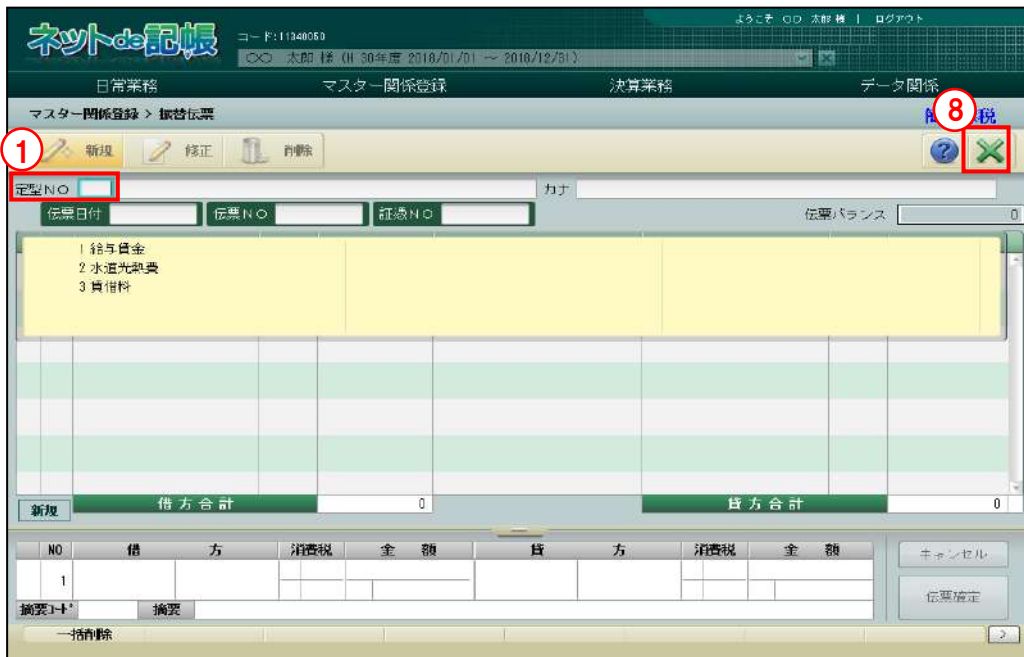 ようこそ 〇〇 太郎 様 | ログアウト
ネットde記帳
コード:11340050
〇〇 太郎 様 (H 30年度 2018/01/01 ～ 2018/12/31)
日常業務 マスター関係登録 決算業務 データ関係
マスター関係登録 > 振替伝票
税
8
1
新規 修正 削除
定型NO カナ
伝票日付 伝票NO 証憑NO 伝票バランス 0
1 給与賃金
2 水道光熱費
3 賃借料
新規 借方合計 0 貸方合計 0
NO 借 方 消費税 金 額 貸 方 消費税 金 額 キャンセル
1
伝票確定
摘要コード 摘要
一括削除 >